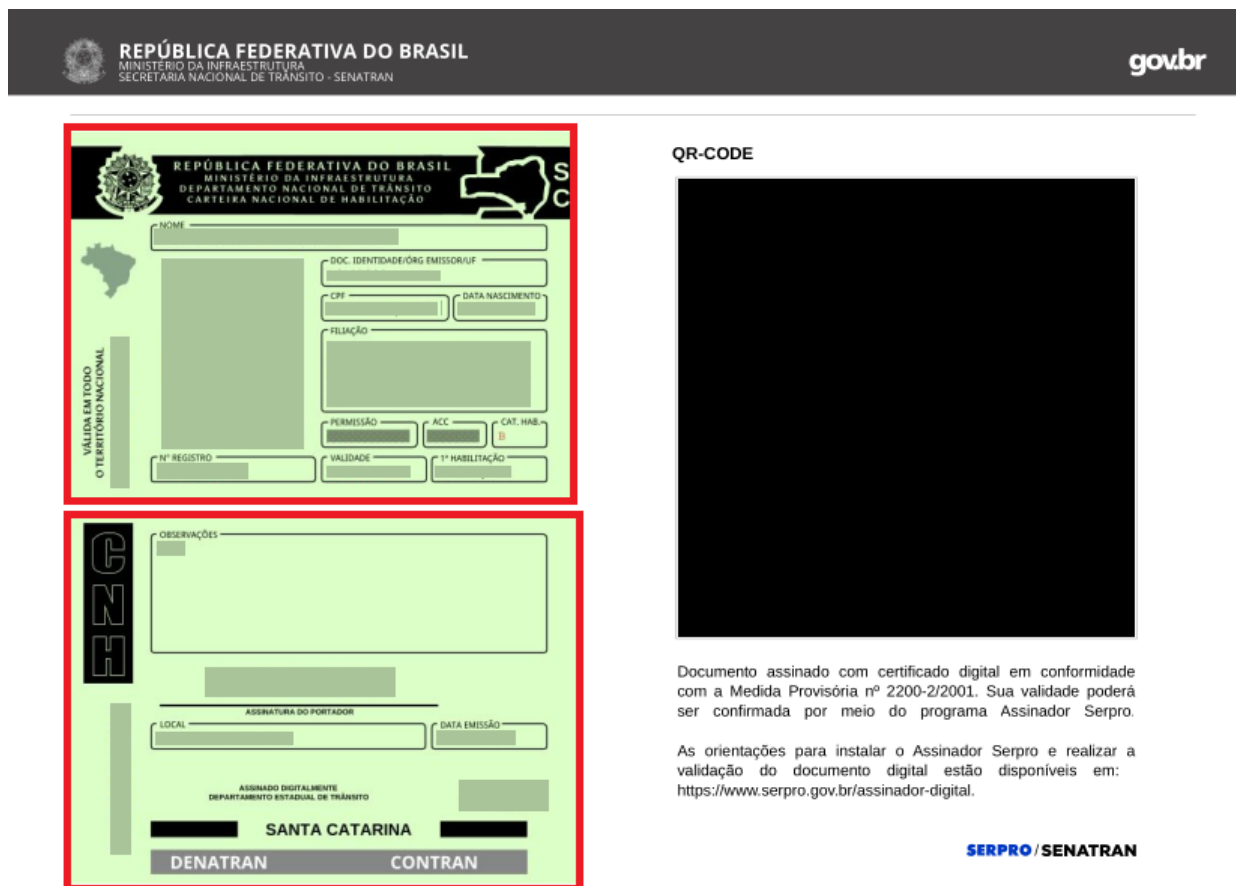 REPÚBLICA FEDERATIVA DO BRASIL
MINISTÉRIO DA INFRAESTRUTURA
SECRETARIA NACIONAL DE TRÂNSITO - SENATRAN
gov.br
REPÚBLICA FEDERATIVA DO BRASIL
MINISTÉRIO DA INFRAESTRUTURA
DEPARTAMENTO NACIONAL DE TRÂNSITO
CARTEIRA NACIONAL DE HABILITAÇÃO
S
C
NOME
DOC. IDENTIDADE/ÓRG EMISSOR/UF
CPF
DATA NASCIMENTO
FILIAÇÃO
PERMISSÃO
ACC
CAT. HAB.
B
Nº REGISTRO
VALIDADE
1ª HABILITAÇÃO
VÁLIDA EM TODO
O TERRITÓRIO NACIONAL
CNH
OBSERVAÇÕES
ASSINATURA DO PORTADOR
LOCAL
DATA EMISSÃO
ASSINADO DIGITALMENTE
DEPARTAMENTO ESTADUAL DE TRÂNSITO
SANTA CATARINA
DENATRAN CONTRAN
QR-CODE
Documento assinado com certificado digital em conformidade
com a Medida Provisória nº 2200-2/2001. Sua validade poderá
ser confirmada por meio do programa Assinador Serpro.
As orientações para instalar o Assinador Serpro e realizar a
validação do documento digital estão disponíveis em:
https://www.serpro.gov.br/assinador-digital.
SERPRO/SENATRAN